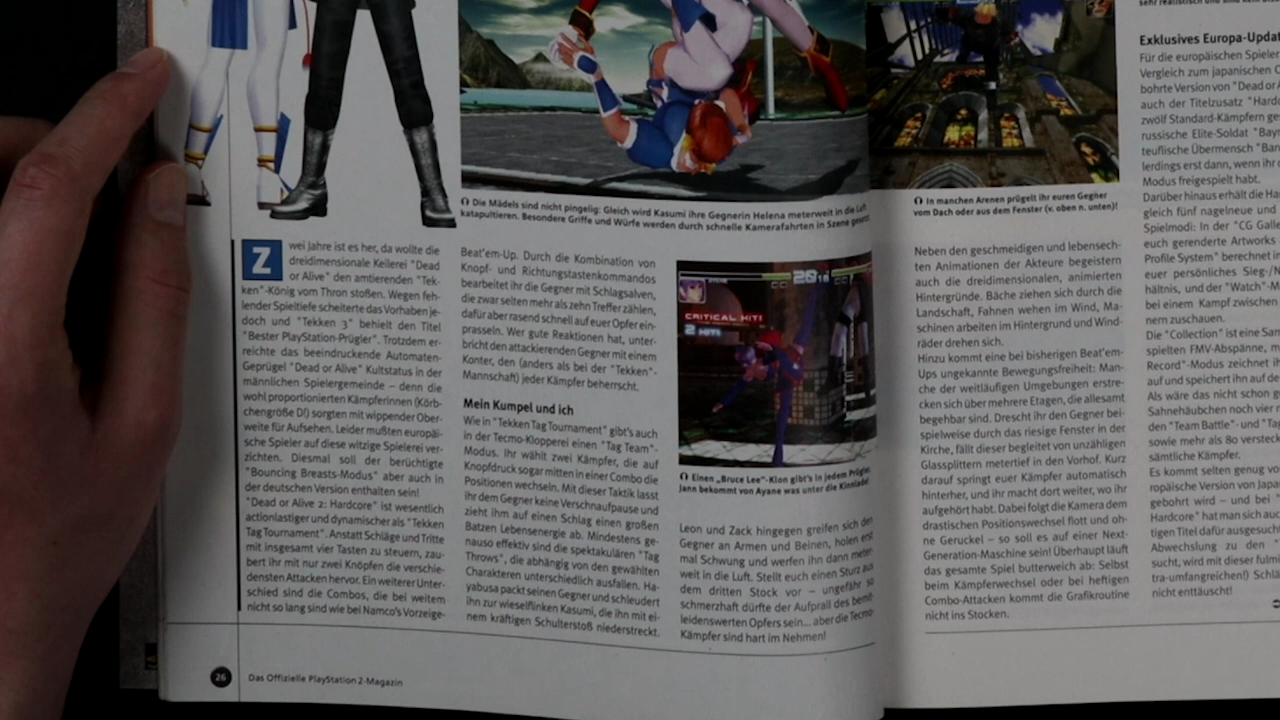 Die Mädels sind nicht pingelig: Gleich wird Kasumi ihre Gegnerin Helena meterweit in die Luft
katapultieren. Besondere Griffe und Würfe werden durch schnelle Kamerafahrten in Szene gesetzt.
Z
wei Jahre ist es her, da wollte die
dreidimensionale Keilerei "Dead
or Alive" den amtierenden "Tek-
ken"-König vom Thron stoßen. Wegen feh-
lender Spieltiefe scheiterte das Vorhaben je-
doch und "Tekken 3" behielt den Titel
"Bester PlayStation-Prügler". Trotzdem er-
reichte das beeindruckende Automaten-
Geprügel "Dead or Alive" Kultstatus in der
männlichen Spielergemeinde – denn die
wohl proportionierten Kämpferinnen (Körb-
chengröße D!) sorgten mit wippender Ober-
weite für Aufsehen. Leider mußten europäi-
sche Spieler auf diese witzige Spielerei ver-
zichten. Diesmal soll der berüchtigte
"Bouncing Breasts-Modus" aber auch in
der deutschen Version enthalten sein!
"Dead or Alive 2: Hardcore" ist wesentlich
actionlastiger und dynamischer als "Tekken
Tag Tournament". Anstatt Schläge und Tritte
mit insgesamt vier Tasten zu steuern, zau-
bert ihr mit nur zwei Knöpfen die verschie-
densten Attacken hervor. Ein weiterer Unter-
schied sind die Combos, die bei weitem
nicht so lang sind wie bei Namco's Vorzeige-
Beat'em-Up. Durch die Kombination von
Knopf- und Richtungstastenkommandos
bearbeitet ihr die Gegner mit Schlagsalven,
die zwar selten mehr als zehn Treffer zählen,
dafür aber rasend schnell auf euer Opfer ein-
prasseln. Wer gute Reaktionen hat, unter-
bricht den attackierenden Gegner mit einem
Konter, den (anders als bei der "Tekken"-
Mannschaft) jeder Kämpfer beherrscht.
Mein Kumpel und ich
Wie in "Tekken Tag Tournament" gibt's auch
in der Tecmo-Klopperei einen "Tag Team"-
Modus. Ihr wählt zwei Kämpfer, die auf
Knopfdruck sogar mitten in einer Combo die
Positionen wechseln. Mit dieser Taktik lasst
ihr dem Gegner keine Verschnaufpause und
zieht ihm auf einen Schlag einen großen
Batzen Lebensenergie ab. Mindestens ge-
nauso effektiv sind die spektakulären "Tag
Throws", die abhängig von den gewählten
Charakteren unterschiedlich ausfallen. Ha-
yabusa packt seinen Gegner und schleudert
ihn zur wieselflinken Kasumi, die ihn mit ei-
nem kräftigen Schulterstoß niederstreckt.
CRITICAL HIT!
2 HIT!
Einen „Bruce Lee"-Klon gibt's in jedem Prügler.
Jann bekommt von Ayane was unter die Kinnlade!
Leon und Zack hingegen greifen sich den
Gegner an Armen und Beinen, holen erst
mal Schwung und werfen ihn dann meter-
weit in die Luft. Stellt euch einen Sturz aus
dem dritten Stock vor – ungefähr so
schmerzhaft dürfte der Aufprall des bemit-
leidenswerten Opfers sein... aber die Tecmo-
Kämpfer sind hart im Nehmen!
In manchen Arenen prügelt ihr euren Gegner
vom Dach oder aus dem Fenster (v. oben n. unten)!
Neben den geschmeidigen und lebensech-
ten Animationen der Akteure begeistern
auch die dreidimensionalen, animierten
Hintergründe. Bäche ziehen sich durch die
Landschaft, Fahnen wehen im Wind, Ma-
schinen arbeiten im Hintergrund und Wind-
räder drehen sich.
Hinzu kommt eine bei bisherigen Beat'em-
Ups ungekannte Bewegungsfreiheit: Man-
che der weitläufigen Umgebungen erstre-
cken sich über mehrere Etagen, die allesamt
begehbar sind. Drescht ihr den Gegner bei-
spielweise durch das riesige Fenster in der
Kirche, fällt dieser begleitet von unzähligen
Glassplittern metertief in den Vorhof. Kurz
darauf springt euer Kämpfer automatisch
hinterher, und ihr macht dort weiter, wo ihr
aufgehört habt. Dabei folgt die Kamera dem
drastischen Positionswechsel flott und oh-
ne Geruckel – so soll es auf einer Next-
Generation-Maschine sein! Überhaupt läuft
das gesamte Spiel butterweich ab: Selbst
beim Kämpferwechsel oder bei heftigen
Combo-Attacken kommt die Grafikroutine
nicht ins Stocken.
Exklusives Europa-Updat
Für die europäischen Spieler
Vergleich zum japanischen
bohrte Version von "Dead or A
auch der Titelzusatz "Hard
zwölf Standard-Kämpfern ge
russische Elite-Soldat "Bay
teuflische Übermensch "Ban
lerdings erst dann, wenn ihr
Modus freigespielt habt.
Darüber hinaus erhält die Ha
gleich fünf nagelneue und
Spielmodi: In der "CG Galle
euch gerenderte Artworks
Profile System" berechnet ih
euer persönliches Sieg-/N
hältnis, und der "Watch"-M
bei einem Kampf zwischen
nem zuschauen.
Die "Collection" ist eine Sam
spielten FMV-Abspänne, m
Record"-Modus zeichnet ih
auf und speichert ihn auf de
Als wäre das nicht schon g
Sahnehäubchen noch vier
den "Team Battle"- und "Tag
sowie mehr als 80 versteck
sämtliche Kämpfer.
Es kommt selten genug vo
ropäische Version von Japa
gebohrt wird – und bei
Hardcore" hat man sich auc
tigen Titel dafür ausgesuch
Abwechslung zu den "T
sucht, wird mit dieser fulmi
tra-umfangreichen) Schlä
nicht enttäuscht!
26
Das Offizielle PlayStation 2-Magazin